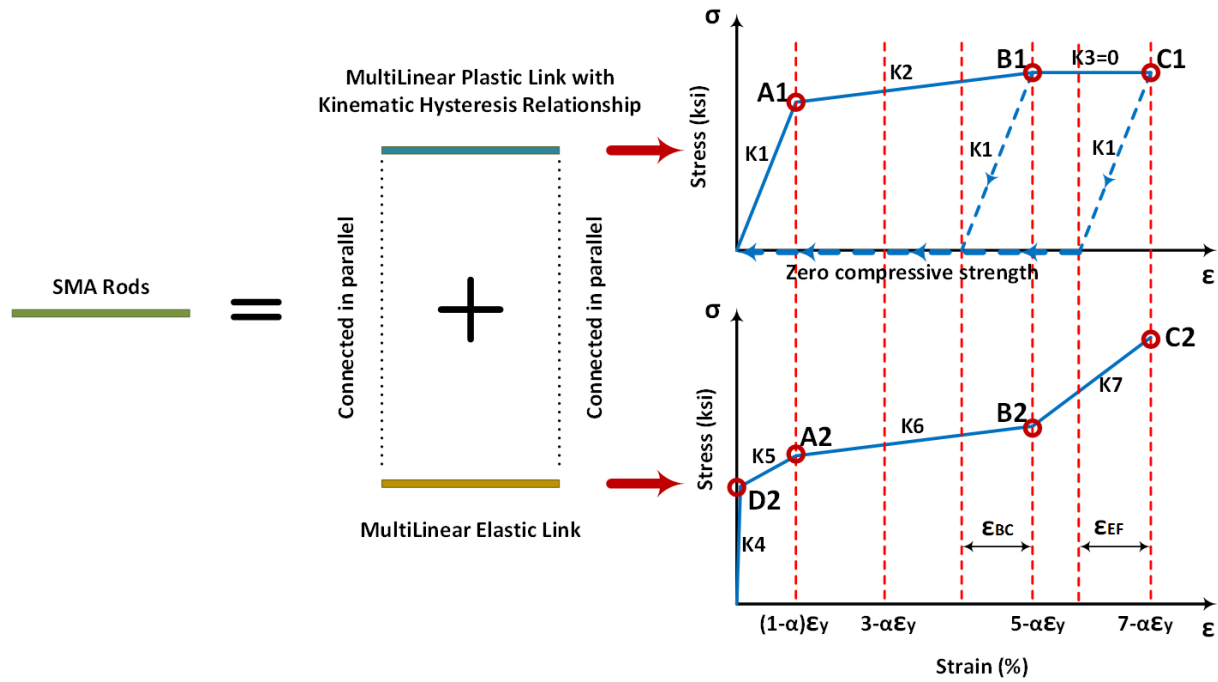 SMA Rods
MultiLinear Plastic Link with
Kinematic Hysteresis Relationship
Connected in parallel
Connected in parallel
MultiLinear Elastic Link
σ
Stress (ksi)
K1
A1
K2
B1
K3=0
C1
K1
K1
Zero compressive strength
ε
σ
Stress (ksi)
C2
K7
B2
K6
A2
K5
D2
K4
εBC
εEF
ε
(1-α)εy
3-αεy
5-αεy
7-αεy
Strain (%)